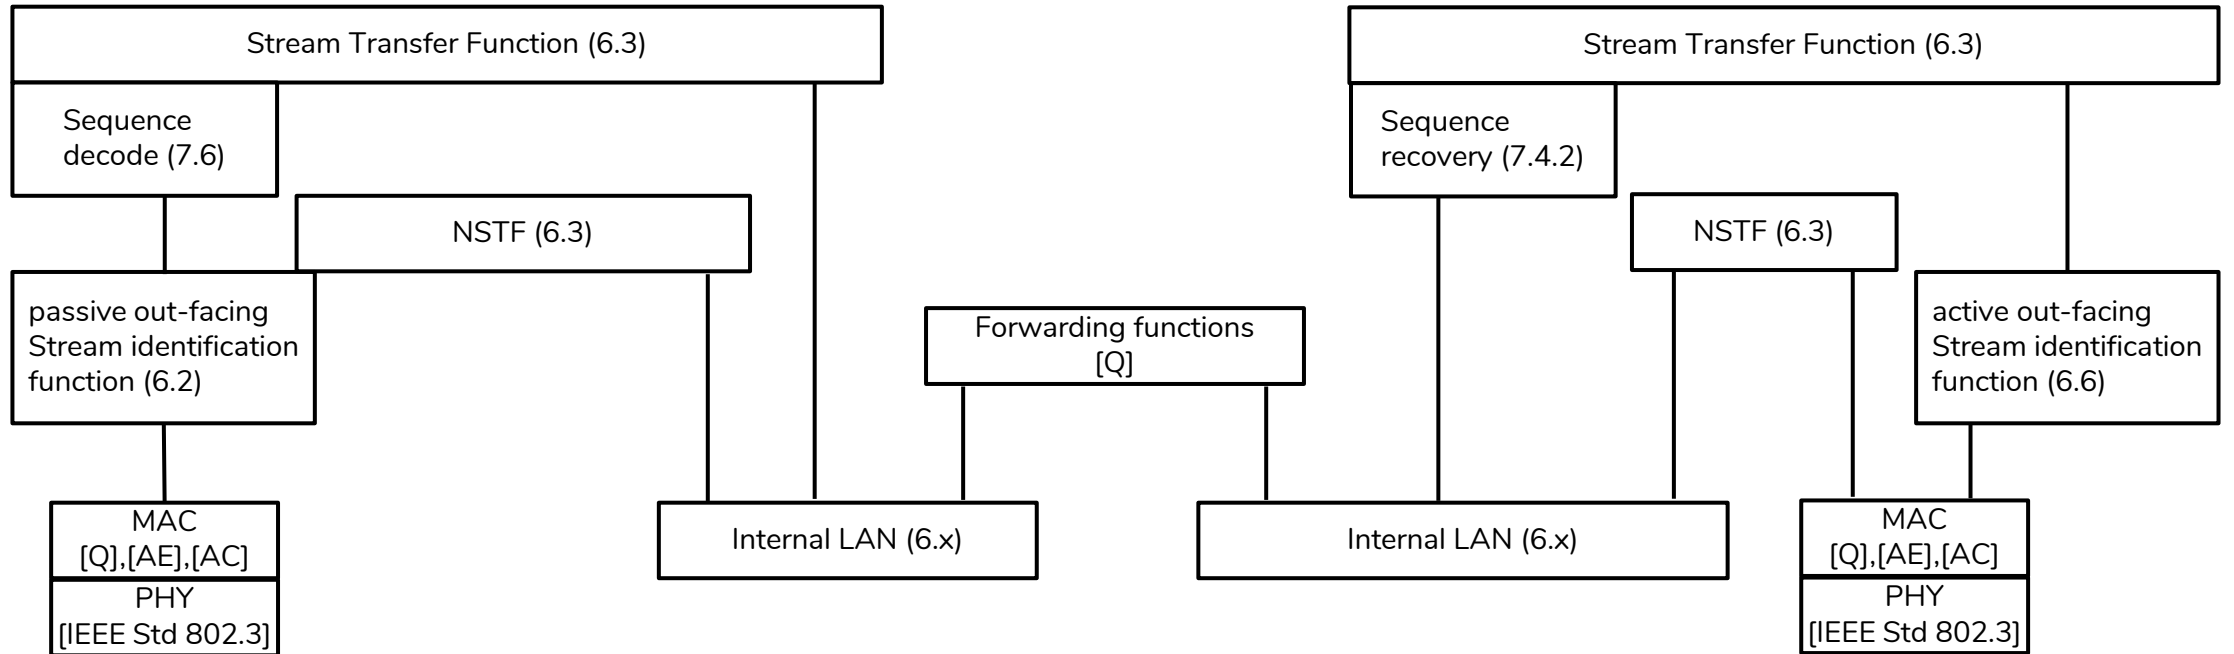 Stream Transfer Function (6.3)
Sequence
decode (7.6)
NSTF (6.3)
passive out-facing
Stream identification
function (6.2)
MAC
[Q],[AE],[AC]
PHY
[IEEE Std 802.3]
Internal LAN (6.x)
Forwarding functions
[Q]
Stream Transfer Function (6.3)
Sequence
recovery (7.4.2)
NSTF (6.3)
active out-facing
Stream identification
function (6.6)
Internal LAN (6.x)
MAC
[Q],[AE],[AC]
PHY
[IEEE Std 802.3]